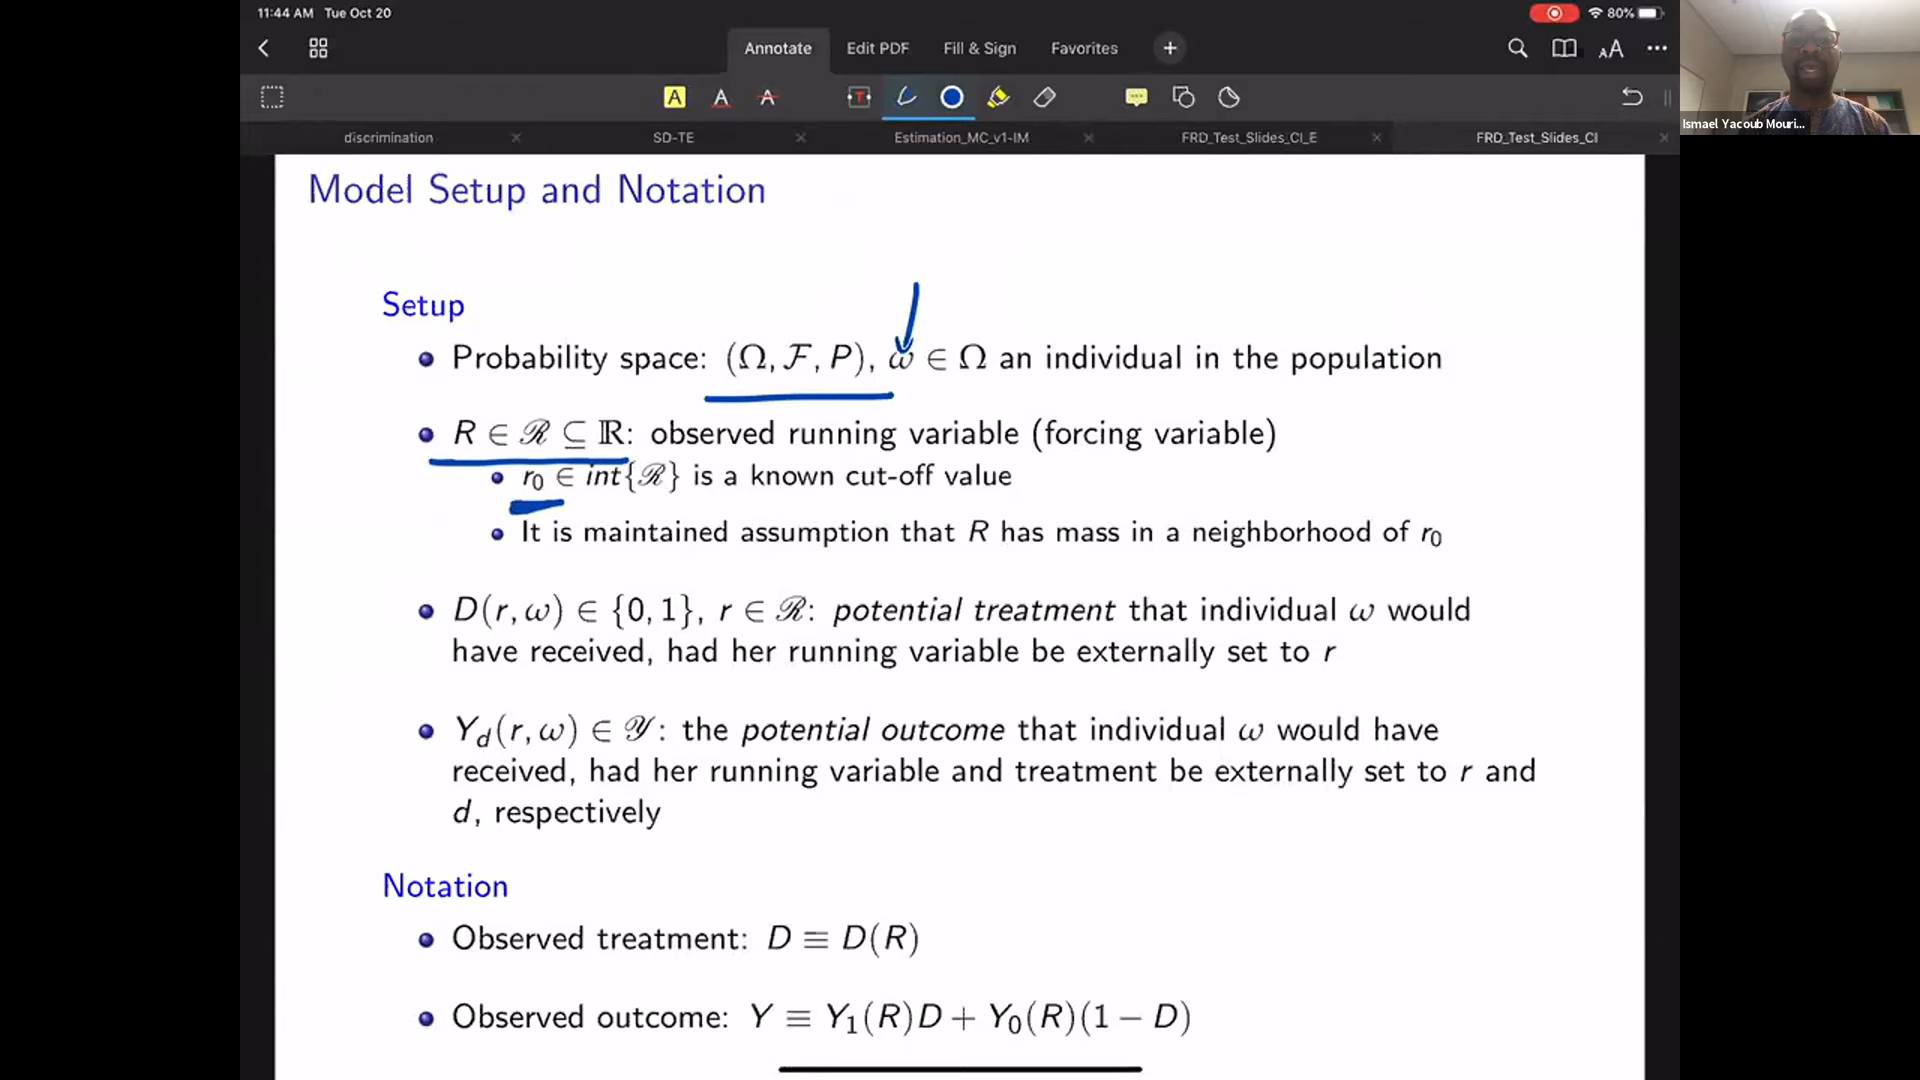 11:44 AM Tue Oct 20
80%
Annotate Edit PDF Fill & Sign Favorites
discrimination SD-TE Estimation_MC_v1-IM FRD_Test_Slides_CI_E FRD_Test_Slides_CI
Ismael Yacoub Mouri...
Model Setup and Notation
Setup
Probability space: (Ω, ℱ, P), ω ∈ Ω an individual in the population
R ∈ ℛ ⊆ ℝ: observed running variable (forcing variable)
r₀ ∈ int{ℛ} is a known cut-off value
It is maintained assumption that R has mass in a neighborhood of r₀
D(r, ω) ∈ {0, 1}, r ∈ ℛ: potential treatment that individual ω would
have received, had her running variable be externally set to r
Y_d(r, ω) ∈ 𝒴: the potential outcome that individual ω would have
received, had her running variable and treatment be externally set to r and
d, respectively
Notation
Observed treatment: D ≡ D(R)
Observed outcome: Y ≡ Y₁(R)D + Y₀(R)(1 − D)